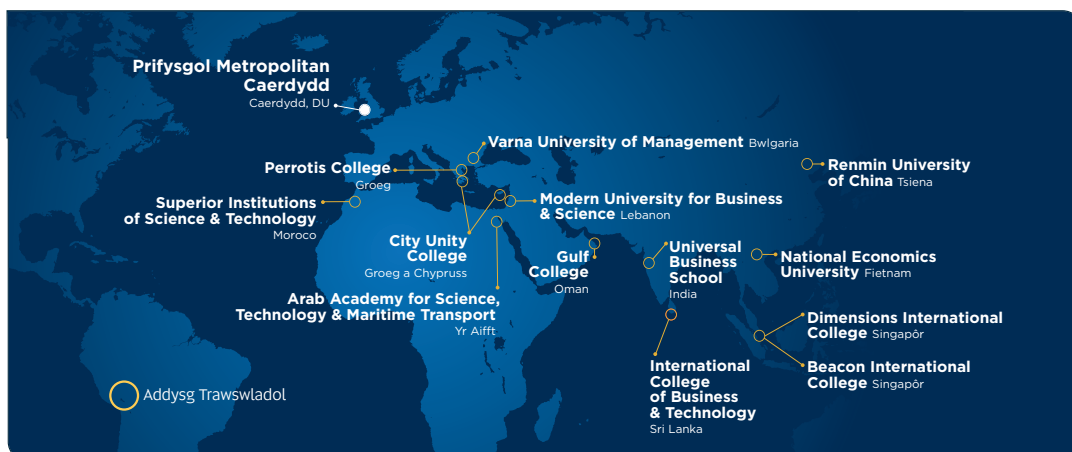 Prifysgol Metropolitan
Caerdydd
Caerdydd, DU
Varna University of Management Bwlgaria
Perrotis College
Groeg
Renmin University
of China Tsiena
Superior Institutions
of Science & Technology
Moroco
Modern University for Business
& Science Lebanon
City Unity
College
Groeg a Chypruss
Gulf
College
Oman
Universal
Business
School
India
National Economics
University Fietnam
Arab Academy for Science,
Technology & Maritime Transport
Yr Aifft
Dimensions International
College Singapôr
International
College
of Business
& Technology
Sri Lanka
Beacon International
College Singapôr
Addysg Trawswladol